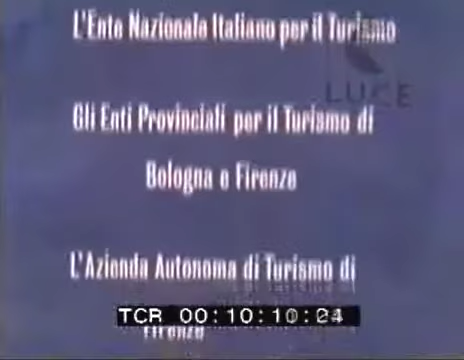 L'Ente Nazionale Italiano per il Turismo
LUCE
Gli Enti Provinciali per il Turismo di
Bologna e Firenze
L'Azienda Autonoma di Turismo di
TCR 00:10:10:24
Firenze